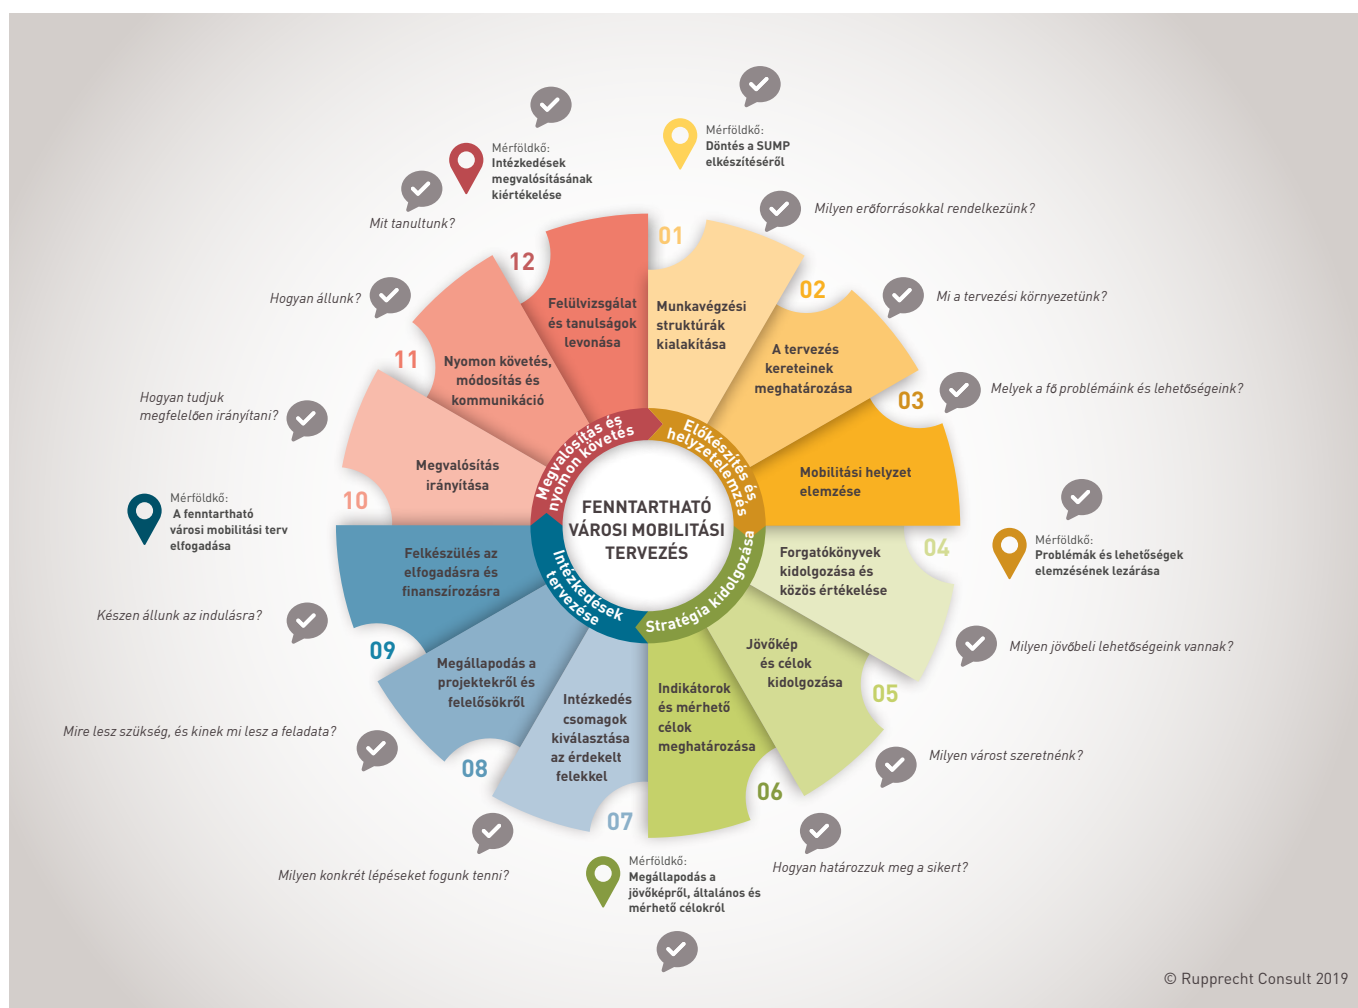 Mérföldkő:
Döntés a SUMP
elkészítéséről
Mérföldkő:
Intézkedések
megvalósításának
kiértékelése
Mit tanultunk?
Milyen erőforrásokkal rendelkezünk?
01
12
Hogyan állunk?
02
Mi a tervezési környezetünk?
Felülvizsgálat
és tanulságok
levonása
Munkavégzési
struktúrák
kialakítása
11
Nyomon követés,
módosítás és
kommunikáció
A tervezés
kereteinek
meghatározása
03
Melyek a fő problémáink és lehetőségeink?
Hogyan tudjuk
megfelelően irányítani?
Megvalósítás és
nyomon követés
Előkészítés és
helyzetelemzés
Megvalósítás
irányítása
Mobilitási helyzet
elemzése
10
Mérföldkő:
A fenntartható
városi mobilitási terv
elfogadása
FENNTARTHATÓ
VÁROSI MOBILITÁSI
TERVEZÉS
Mérföldkő:
Problémák és lehetőségek
elemzésének lezárása
04
Felkészülés az
elfogadásra és
finanszírozásra
Forgatókönyvek
kidolgozása és
közös értékelése
Intézkedések
tervezése
Stratégia kidolgozása
Készen állunk az indulásra?
09
Milyen jövőbeli lehetőségeink vannak?
Megállapodás a
projektekről és
felelősökről
Jövőkép
és célok
kidolgozása
05
Intézkedés
csomagok
kiválasztása
az érdekelt
felekkel
Indikátorok
és mérhető
célok
meghatározása
Mire lesz szükség, és kinek mi lesz a feladata?
Milyen várost szeretnénk?
08
06
07
Milyen konkrét lépéseket fogunk tenni?
Hogyan határozzuk meg a sikert?
Mérföldkő:
Megállapodás a
jövőképről, általános és
mérhető célokról
© Rupprecht Consult 2019